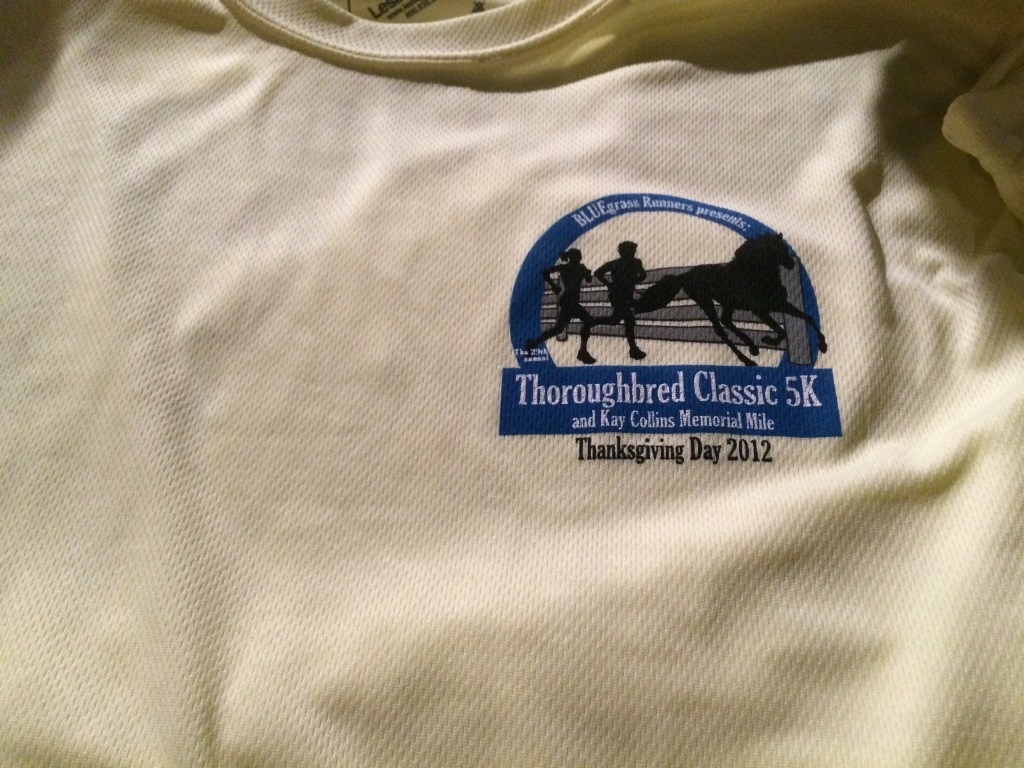 BLUEgrass Runners presents:
The 29th
annual
Thoroughbred Classic 5K
and Kay Collins Memorial Mile
Thanksgiving Day 2012